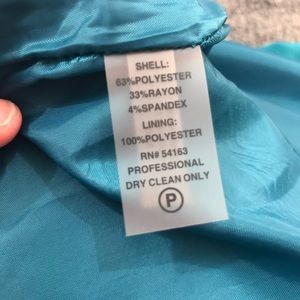 SHELL:
63%POLYESTER
33%RAYON
4%SPANDEX
LINING:
100%POLYESTER
RN# 54163
PROFESSIONAL
DRY CLEAN ONLY
P